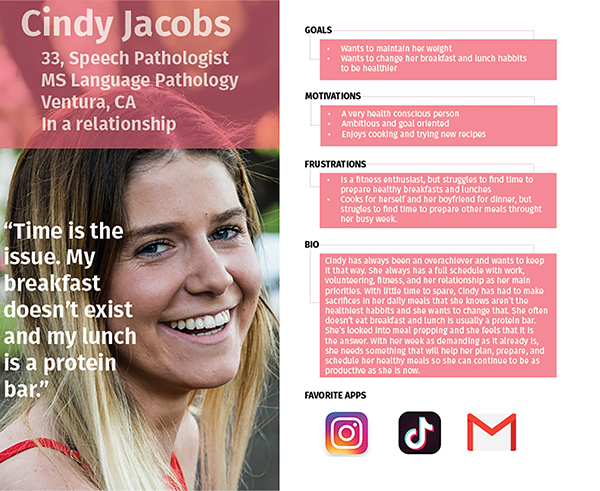 Cindy Jacobs
33, Speech Pathologist
MS Language Pathology
Ventura, CA
In a relationship
“Time is the
issue. My
breakfast
doesn’t exist
and my lunch
is a protein
bar.”
GOALS
• Wants to maintain her weight
• Wants to change her breakfast and lunch habbits
to be healthier
MOTIVATIONS
• A very health conscious person
• Ambitious and goal oriented
• Enjoys cooking and trying new recipes
FRUSTRATIONS
• Is a fitness enthusiast, but struggles to find time to
prepare healthy breakfasts and lunches
• Cooks for herself and her boyfriend for dinner, but
strugles to find time to prepare other meals throught
her busy week.
BIO
Cindy has always been an overachiover and wants to keep
it that way. She always has a full schedule with work,
volunteering, fitness, and her relationship as her main
priorities. With little time to spare, Cindy has had to make
sacrifices in her daily meals that she knows aren’t the
healthiest habbits and she wants to change that. She often
doesn’t eat breakfast and lunch is usually a protein bar.
She’s looked into meal prepping and she feels that it is
the answer. With her week as demanding as it already is,
she needs something that will help her plan, prepare, and
schedule her healthy meals so she can continue to be as
productive as she is now.
FAVORITE APPS